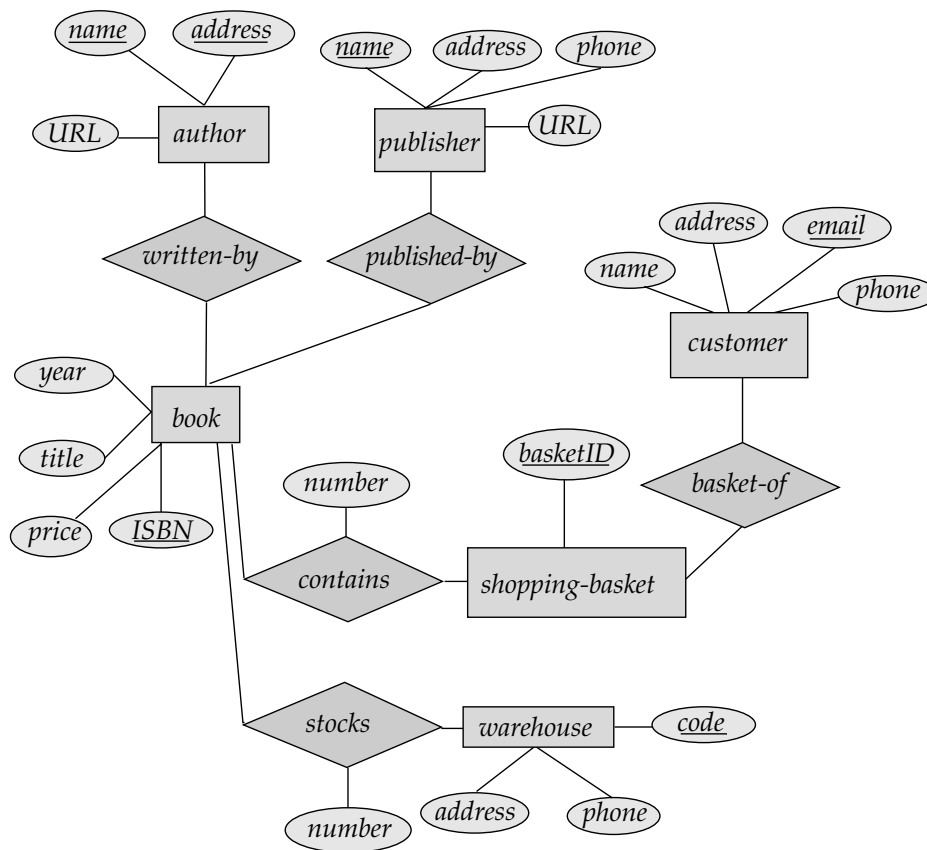 name
address
name
address
phone
URL
author
publisher
URL
written-by
published-by
address
email
name
phone
customer
year
book
title
price
ISBN
number
basketID
basket-of
contains
shopping-basket
stocks
warehouse
code
number
address
phone